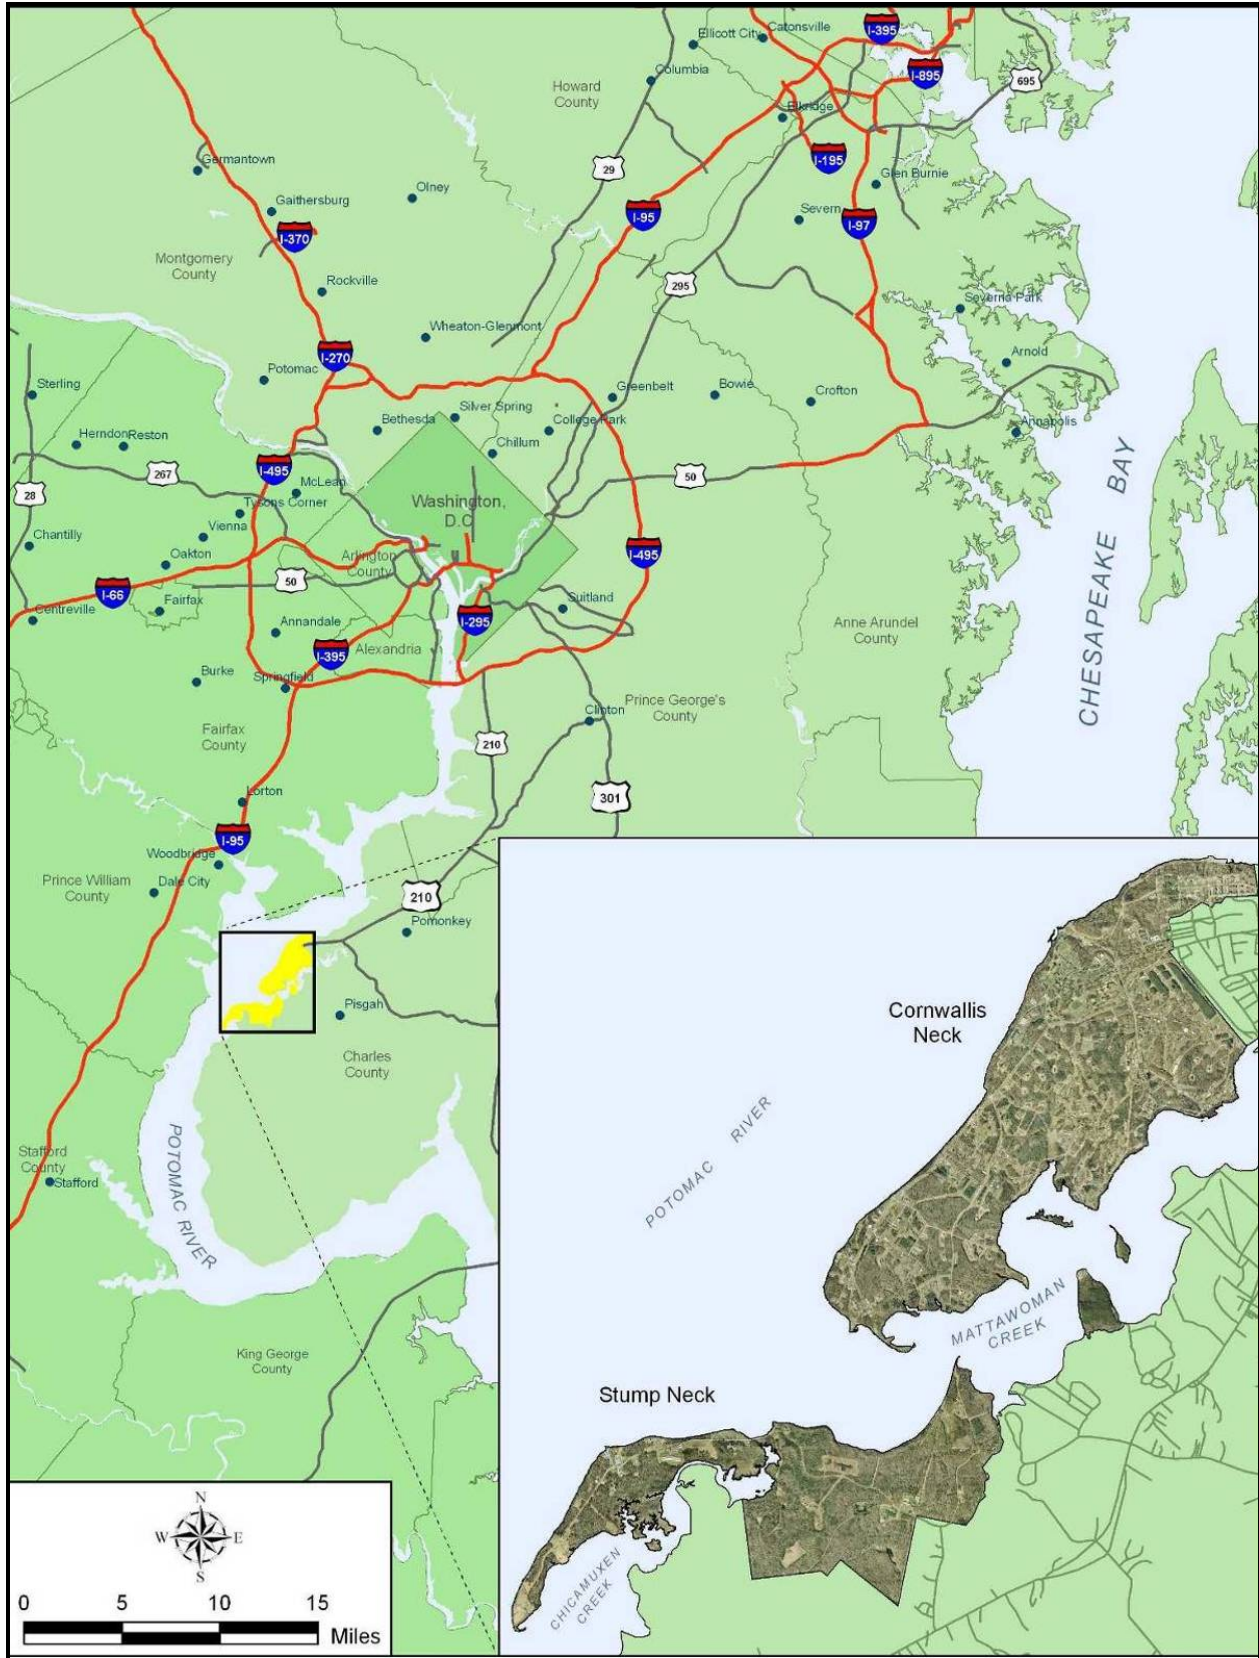 Ellicott City
Catonsville
I-395
I-895
695
Columbia
Howard
County
Elkridge
I-195
29
Germantown
Glen Burnie
Olney
Gaithersburg
I-95
Severn
I-97
I-370
Montgomery
County
295
Rockville
Severna Park
Wheaton-Glenmont
I-270
Arnold
Potomac
Sterling
Greenbelt
Bowie
Crofton
Bethesda
Silver Spring
College Park
Annapolis
Herndon
Reston
Chillum
I-495
267
50
28
McLean
Tysons Corner
Washington,
D.C
CHESAPEAKE BAY
Vienna
Chantilly
Oakton
Arlington
County
I-495
50
I-66
Fairfax
Centreville
Suitland
I-295
Annandale
I-395
Alexandria
Anne Arundel
County
Burke
Springfield
Prince George's
County
Clinton
Fairfax
County
210
301
Lorton
I-95
Woodbridge
Prince William
County
Dale City
210
Pomonkey
Pisgah
Charles
County
Stafford
County
Stafford
POTOMAC RIVER
King George
County
Cornwallis
Neck
POTOMAC RIVER
MATTAWOMAN
CREEK
Stump Neck
CHICAMUXEN
CREEK
N
W E
S
0 5 10 15
Miles